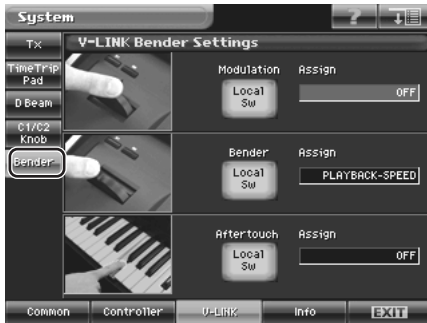 System
?
Tx
V-LINK Bender Settings
TimeTrip
Pad
D Beam
C1/C2
Knob
Bender
Modulation
Assign
Local
Sw
OFF
Bender
Assign
Local
Sw
PLAYBACK-SPEED
Aftertouch
Assign
Local
Sw
OFF
Common
Controller
V-LINK
Info
EXIT